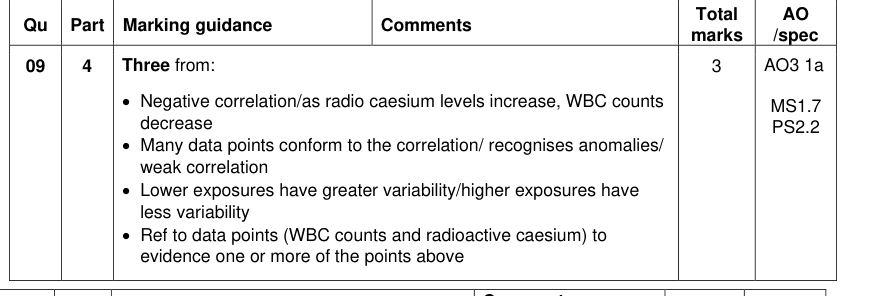 Qu Part Marking guidance Comments Total marks AO /spec
09 4 Three from: 3 AO3 1a
• Negative correlation/as radio caesium levels increase, WBC counts
decrease
MS1.7
PS2.2
• Many data points conform to the correlation/ recognises anomalies/
weak correlation
• Lower exposures have greater variability/higher exposures have
less variability
• Ref to data points (WBC counts and radioactive caesium) to
evidence one or more of the points above